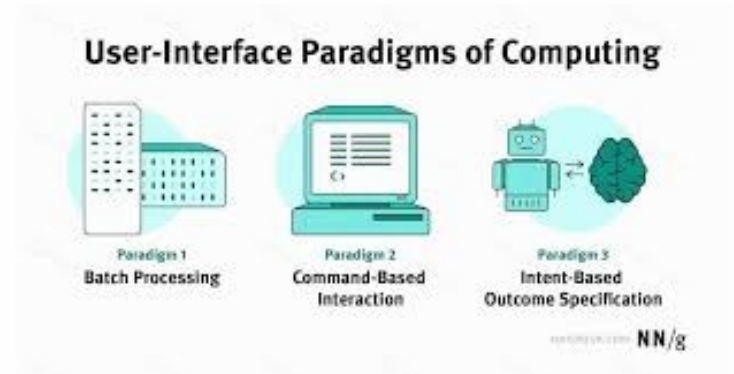 User-Interface Paradigms of Computing
Paradigm 1
Batch Processing
Paradigm 2
Command-Based
Interaction
Paradigm 3
Intent-Based
Outcome Specification
NN/g